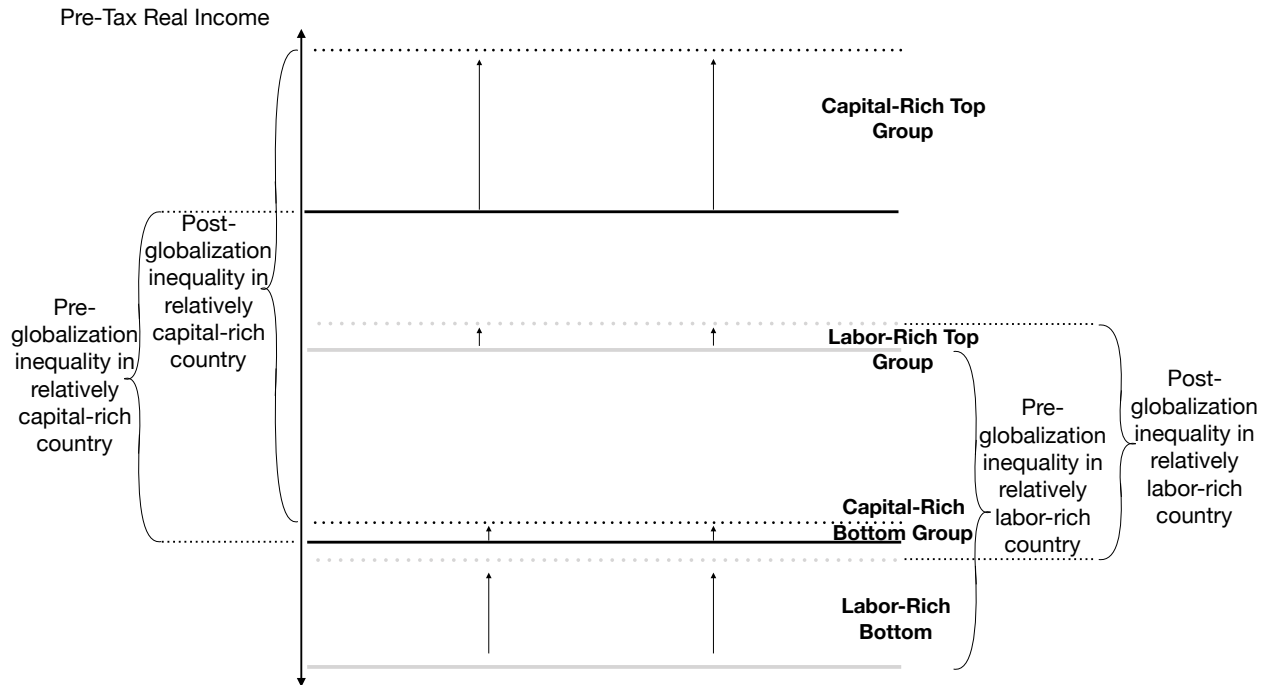 Pre-Tax Real Income
Capital-Rich Top
Group
Post-
globalization
inequality in
relatively
capital-rich
country
Pre-
globalization
inequality in
relatively
capital-rich
country
Labor-Rich Top
Group
Pre-
globalization
inequality in
relatively
labor-rich
country
Post-
globalization
inequality in
relatively
labor-rich
country
Capital-Rich
Bottom Group
Labor-Rich
Bottom